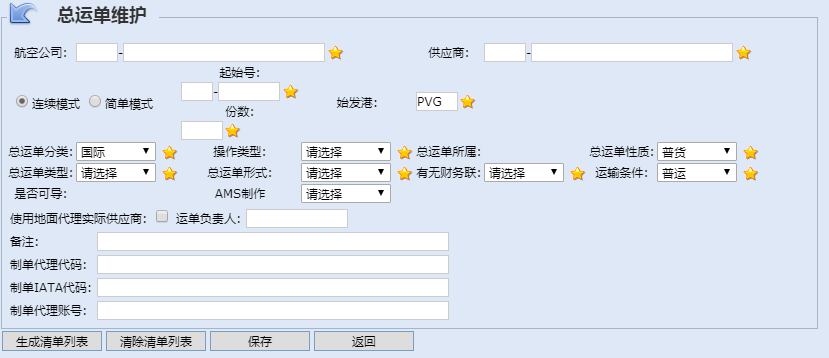 总运单维护
航空公司: - 供应商: -
起始号:
连续模式 简单模式 - 始发港: PVG
份数:
总运单分类: 国际 操作类型: 请选择 总运单所属: 总运单性质: 普货
总运单类型: 请选择 总运单形式: 请选择 有无财务联: 请选择 运输条件: 普运
是否可导: AMS制作 请选择
使用地面代理实际供应商: 运单负责人:
备注:
制单代理代码:
制单IATA代码:
制单代理账号:
生成清单列表 清除清单列表 保存 返回